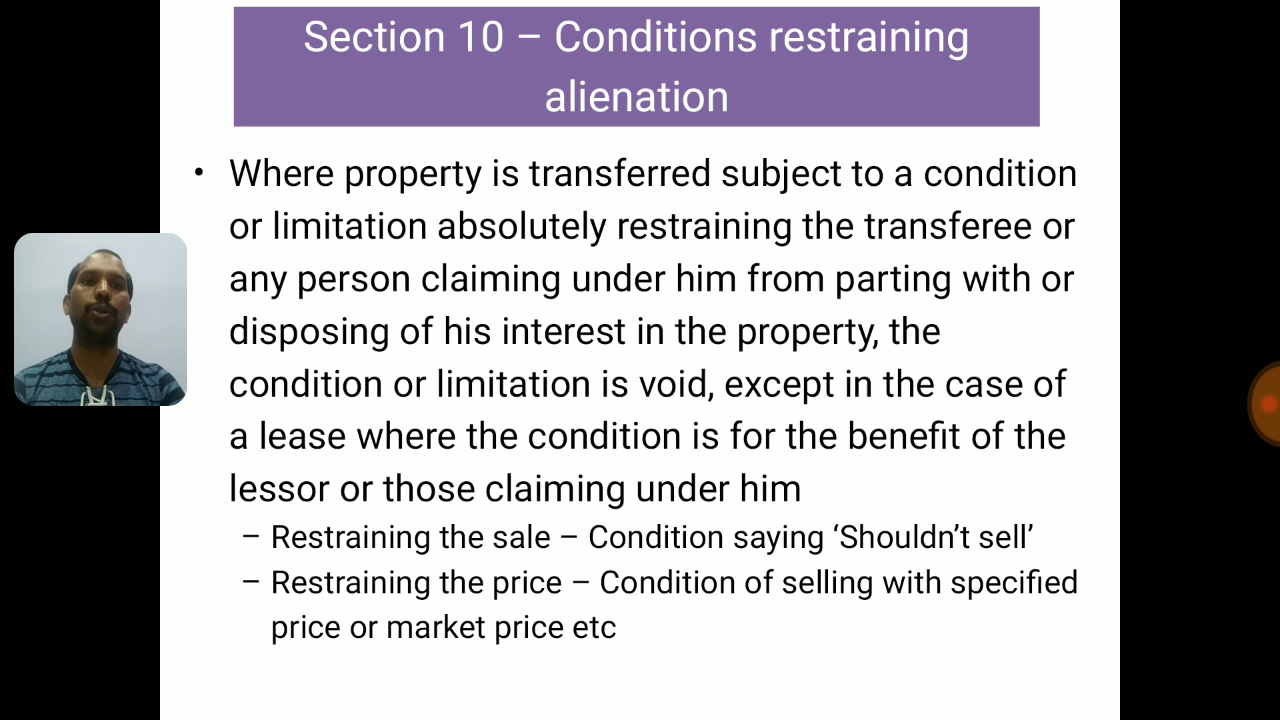 Section 10 – Conditions restraining
alienation
• Where property is transferred subject to a condition
or limitation absolutely restraining the transferee or
any person claiming under him from parting with or
disposing of his interest in the property, the
condition or limitation is void, except in the case of
a lease where the condition is for the benefit of the
lessor or those claiming under him
– Restraining the sale – Condition saying ‘Shouldn’t sell’
– Restraining the price – Condition of selling with specified
price or market price etc